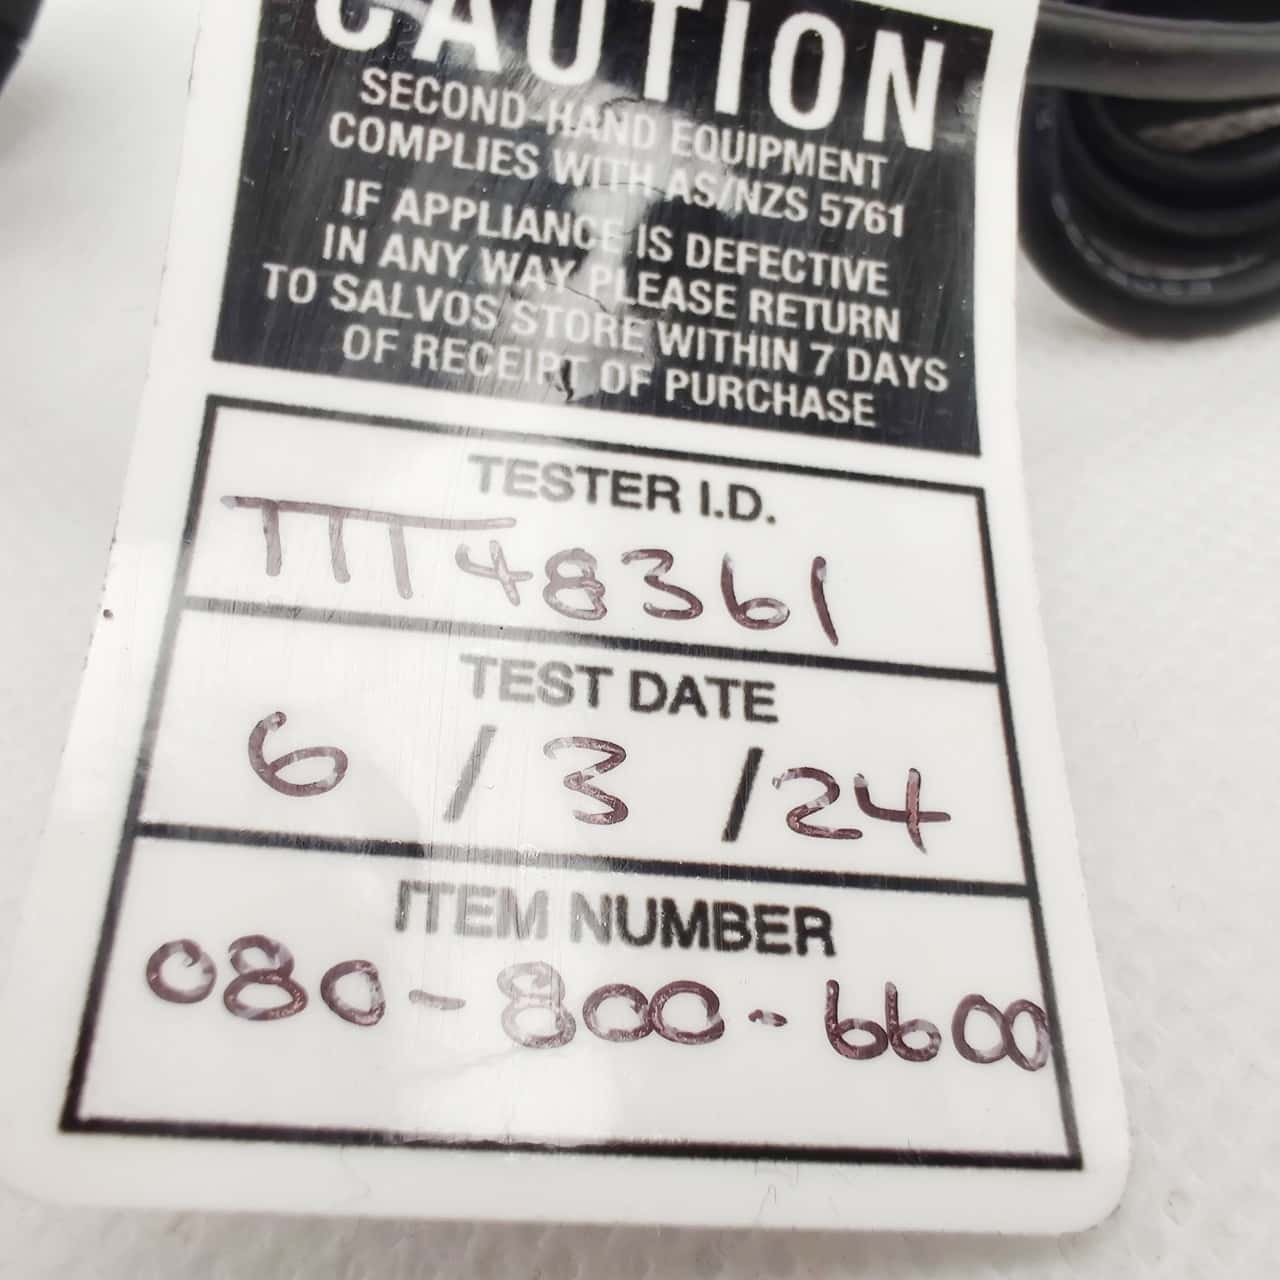 CAUTION
SECOND-HAND EQUIPMENT
COMPLIES WITH AS/NZS 5761
IF APPLIANCE IS DEFECTIVE
IN ANY WAY PLEASE RETURN
TO SALVOS STORE WITHIN 7 DAYS
OF RECEIPT OF PURCHASE
TESTER I.D.
TTT48361
TEST DATE
6 / 3 / 24
ITEM NUMBER
080-800-6600